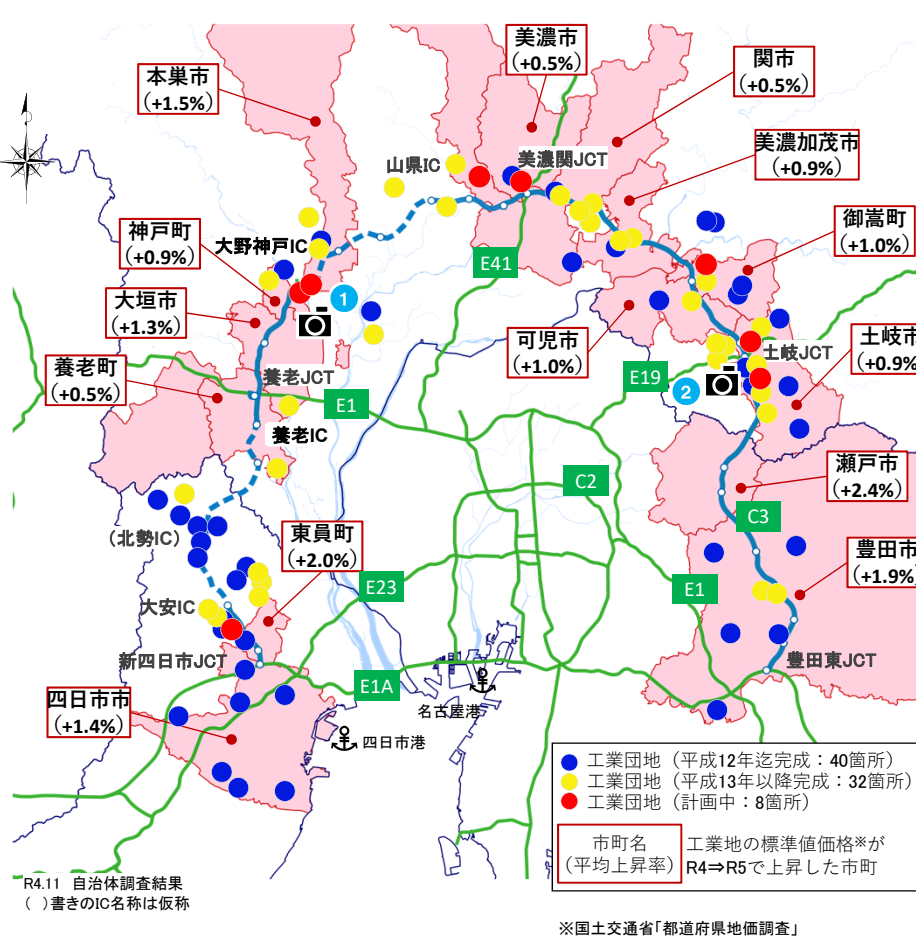 美濃市
(+0.5%)
関市
(+0.5%)
本巣市
(+1.5%)
美濃加茂市
(+0.9%)
山県IC
美濃関JCT
神戸町
(+0.9%)
大野神戸IC
御嵩町
(+1.0%)
E41
大垣市
(+1.3%)
1
可児市
(+1.0%)
土岐JCT
土岐市
(+0.9%
養老町
(+0.5%)
養老JCT
E19
2
E1
養老IC
瀬戸市
(+2.4%)
C2
C3
(北勢IC)
東員町
(+2.0%)
豊田市
(+1.9%)
E23
E1
大安IC
新四日市JCT
豊田東JCT
E1A
四日市市
(+1.4%)
名古屋港
四日市港
工業団地(平成12年迄完成:40箇所)
工業団地(平成13年以降完成:32箇所)
工業団地(計画中:8箇所)
市町名
(平均上昇率)
工業地の標準値価格※が
R4⇒R5で上昇した市町
R4.11 自治体調査結果
( )書きのIC名称は仮称
※国土交通省「都道府県地価調査」